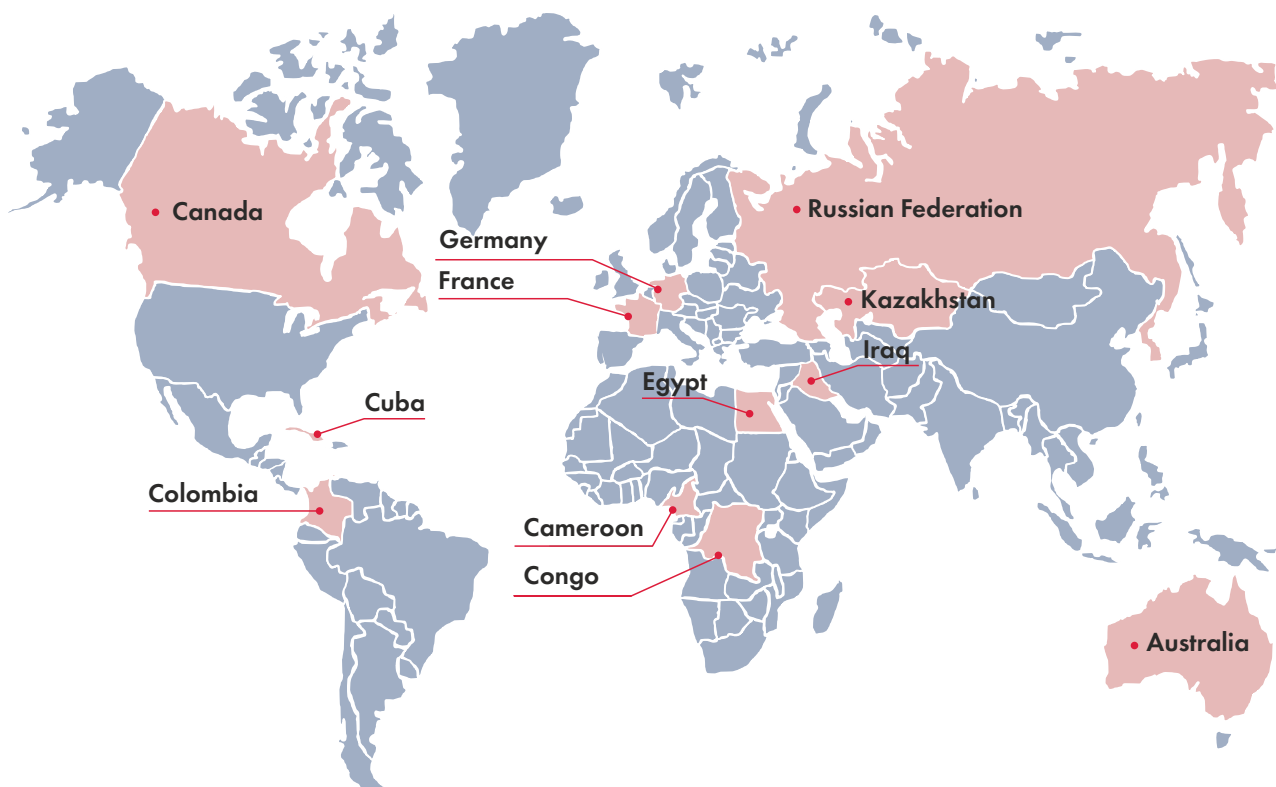 Canada
Russian Federation
Germany
France
Kazakhstan
Iraq
Egypt
Cuba
Colombia
Cameroon
Congo
Australia